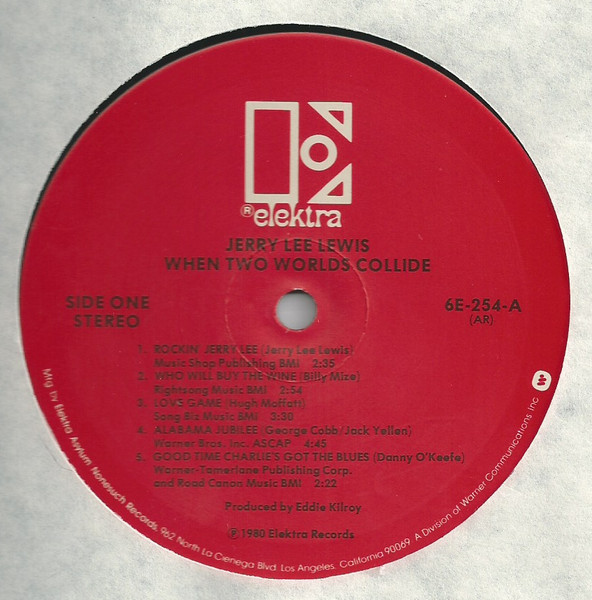 ® elektra
JERRY LEE LEWIS
WHEN TWO WORLDS COLLIDE
SIDE ONE
STEREO
6E-254-A
(AR)
1. ROCKIN' JERRY LEE (Jerry Lee Lewis)
Music Shop Publishing BMI 2:35
2. WHO WILL BUY THE WINE (Billy Mize)
Rightsong Music BMI 2:54
3. LOVE GAME (Hugh Moffatt)
Song Biz Music BMI 3:30
4. ALABAMA JUBILEE (George Cobb/Jack Yellen)
Warner Bros. Inc. ASCAP 4:45
5. GOOD TIME CHARLIE'S GOT THE BLUES (Danny O'Keefe)
Warner-Tamerlane Publishing Corp.
and Road Canon Music BMI 2:22
Produced by Eddie Kilroy
℗ 1980 Elektra Records
Mfg by Elektra Asylum Nonesuch Records, 962 North La Cienega Blvd. Los Angeles, California 90069 A Division of Warner Communications Inc